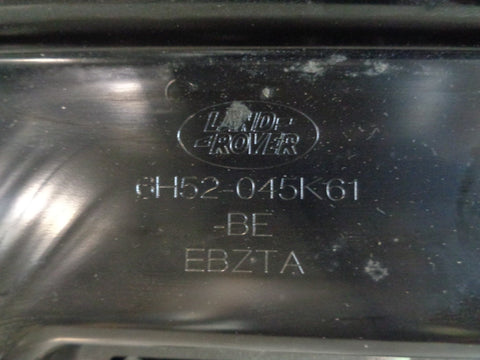 LAND-
-ROVER
6H52-045K61
-BE
EBZTA